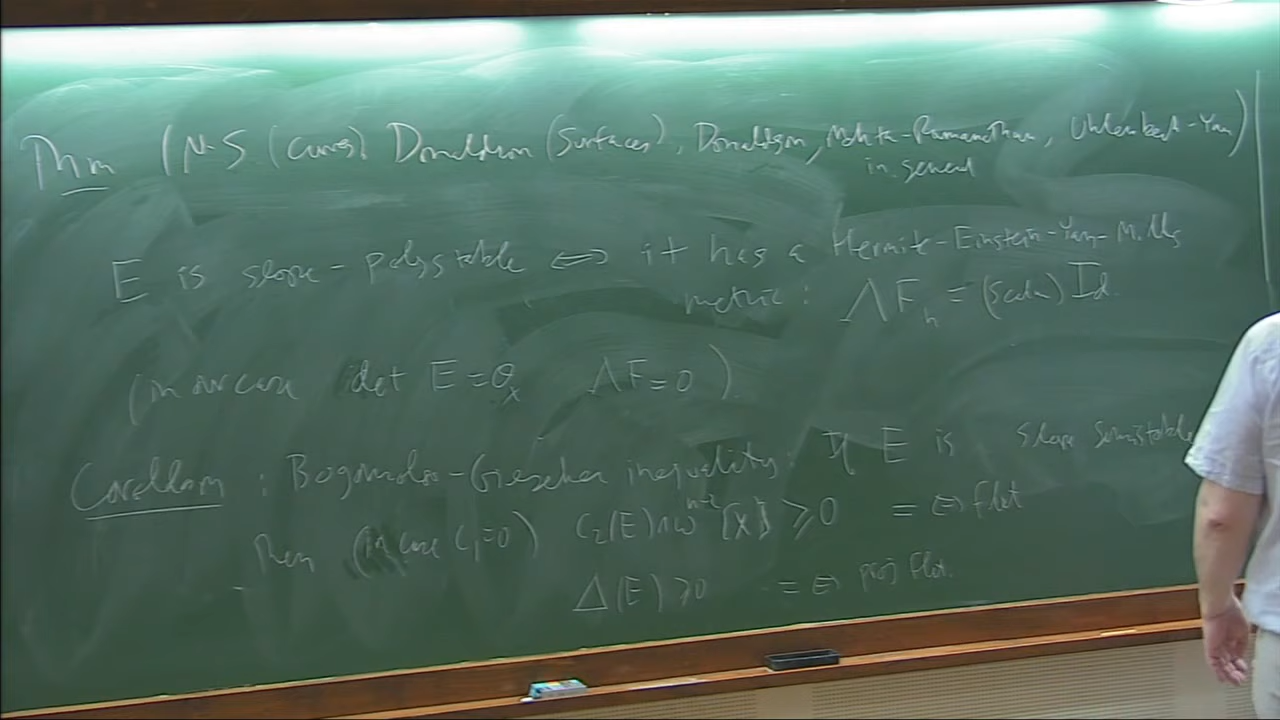 Thm (N-S (curves), Donaldson (Surfaces), Donaldson, Mehta-Ramanathan, Uhlenbeck-Yau)
in general
E is slope-polystable ⟺ it has a Hermite-Einstein-Yang-Mills
metric: ΛF_h = (scalar) Id.
(in our case det E = O_X ΛF = 0).
Corollary: Bogomolov-Gieseker inequality: If E is slope semistable
Then (in case c_1=0) c_2(E) ∧ ω^{n-2} [X] ≥ 0 = ⟺ flat
Δ(E) ≥ 0 = ⟺ proj flat.